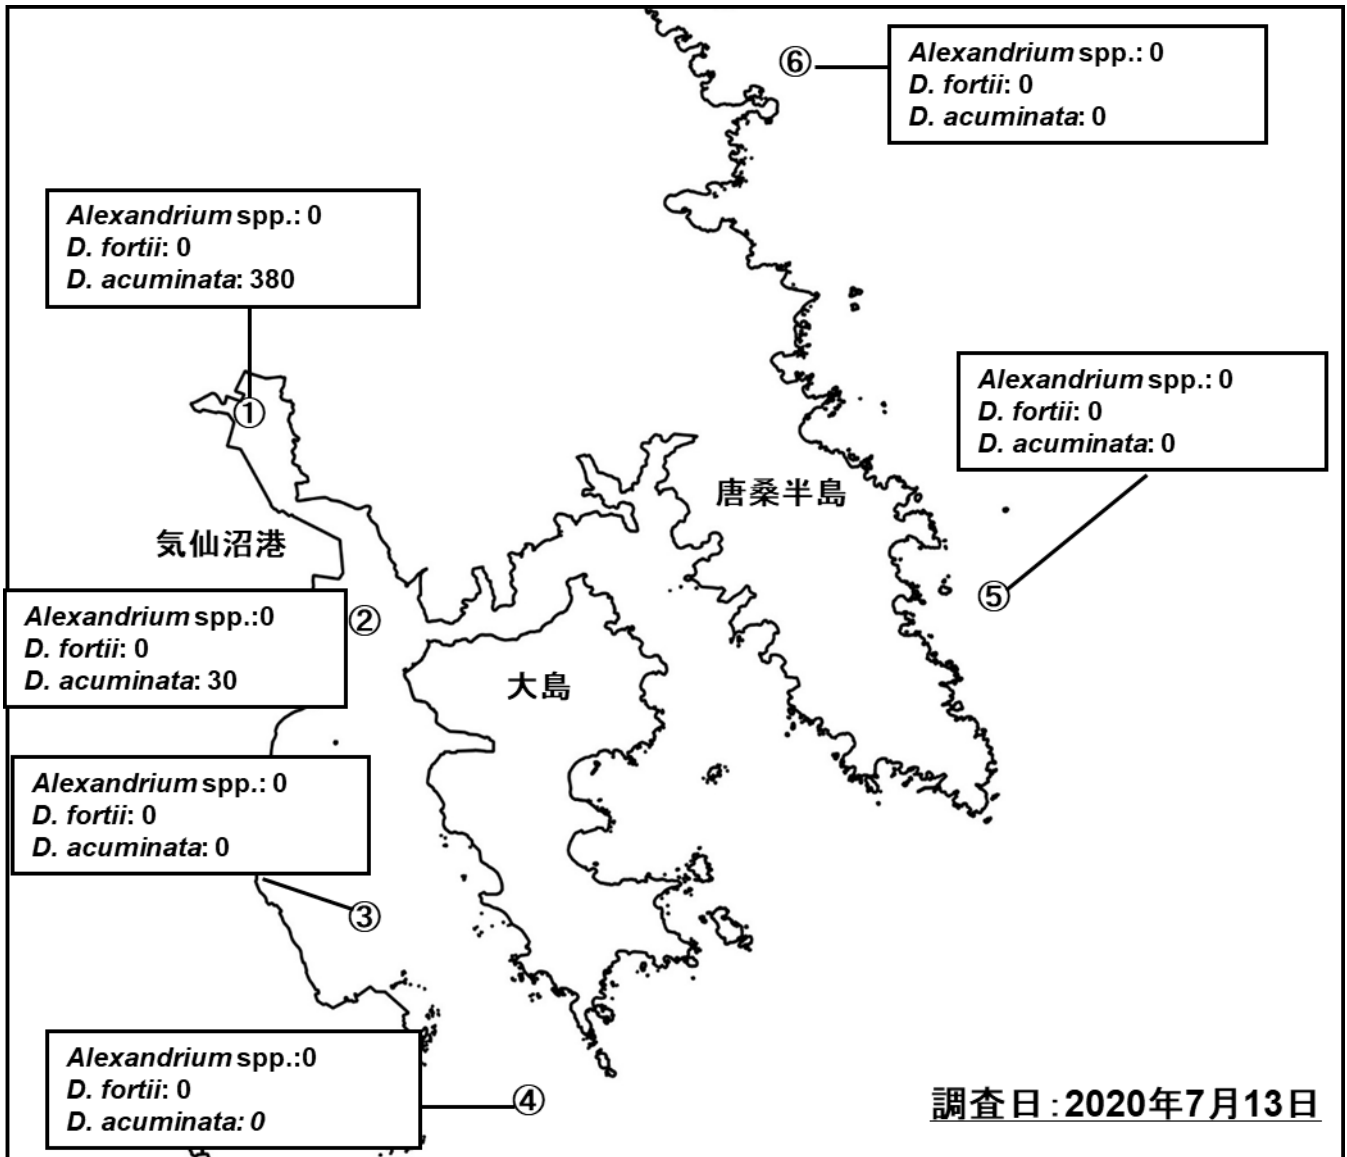 ⑥
Alexandrium spp.: 0
D. fortii: 0
D. acuminata: 0
Alexandrium spp.: 0
D. fortii: 0
D. acuminata: 380
①
Alexandrium spp.: 0
D. fortii: 0
D. acuminata: 0
⑤
唐桑半島
気仙沼港
Alexandrium spp.:0
D. fortii: 0
D. acuminata: 30
②
大島
Alexandrium spp.: 0
D. fortii: 0
D. acuminata: 0
③
Alexandrium spp.:0
D. fortii: 0
D. acuminata: 0
④
調査日:2020年7月13日